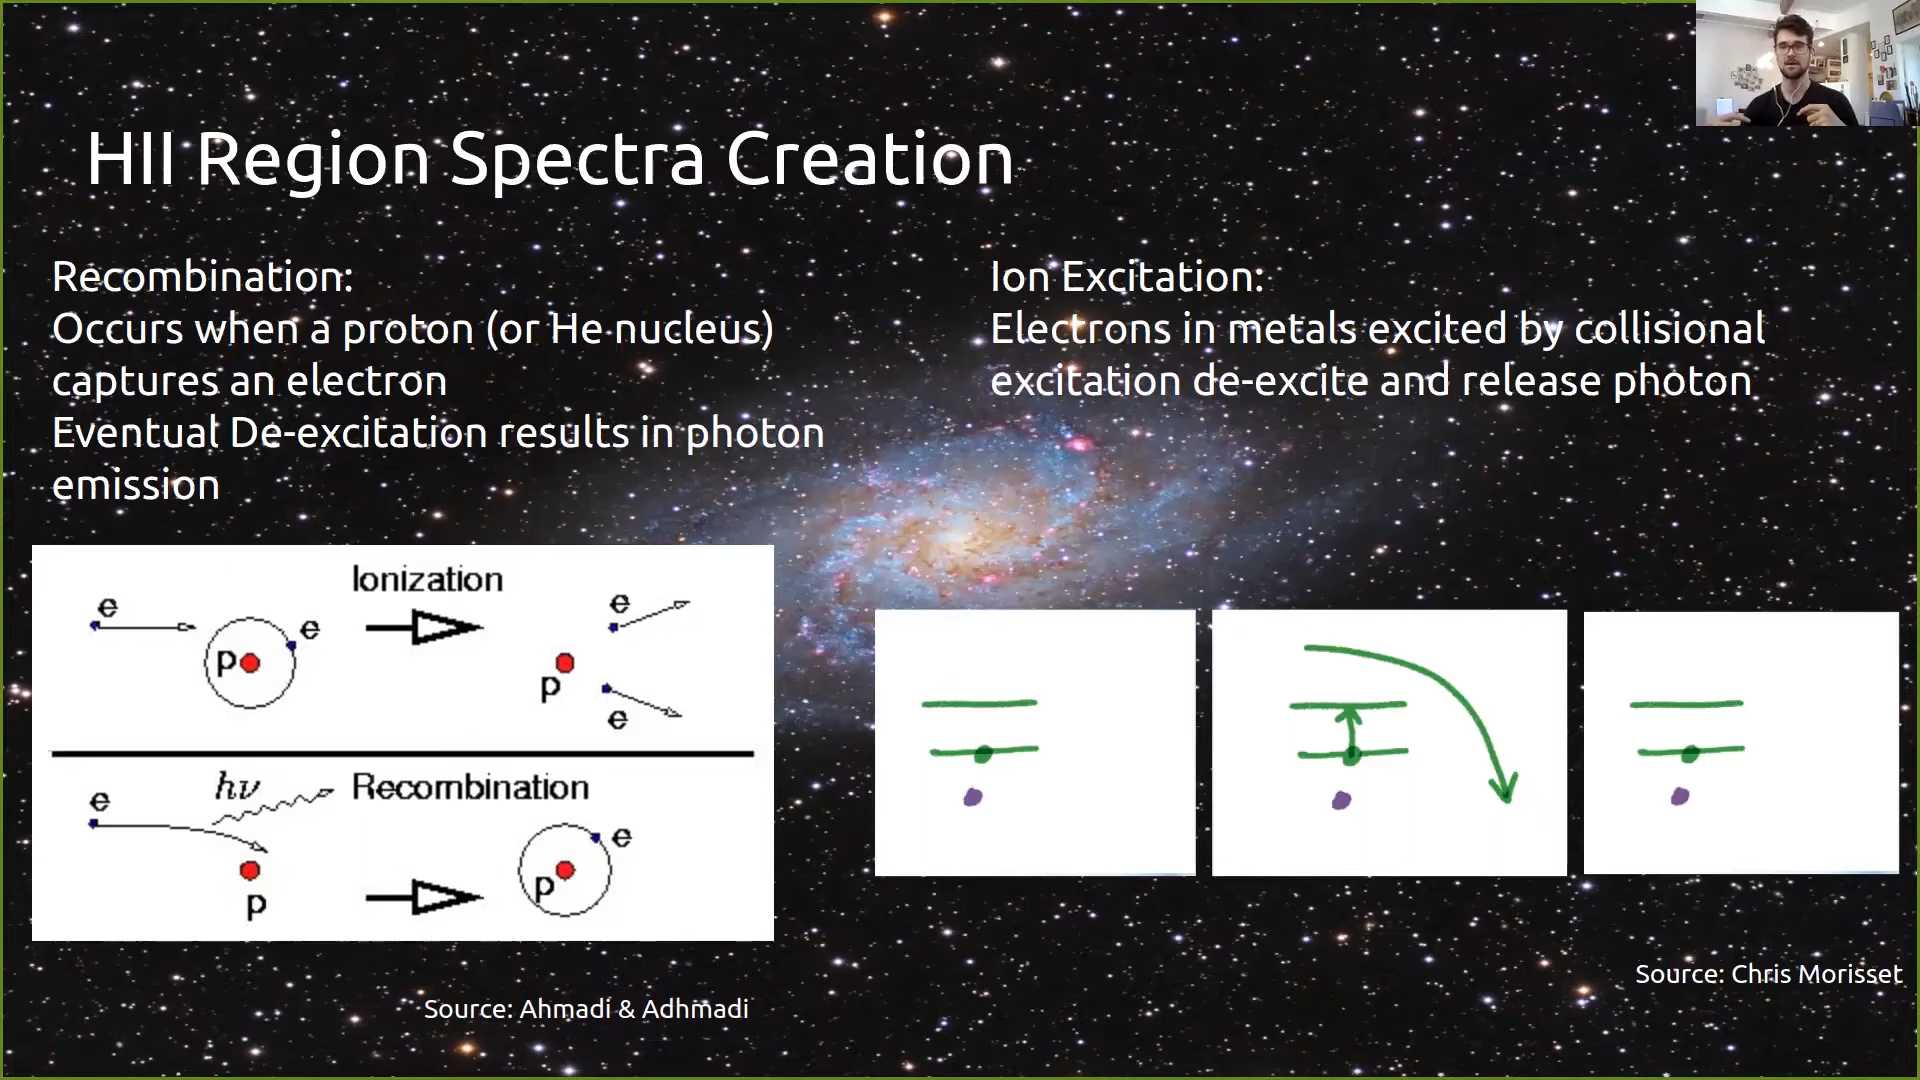 HII Region Spectra Creation
Recombination:
Occurs when a proton (or He nucleus)
captures an electron
Eventual De-excitation results in photon
emission
Ion Excitation:
Electrons in metals excited by collisional
excitation de-excite and release photon
Ionization
e
e
p
e
p
e
hν
Recombination
e
p
e
p
Source: Ahmadi & Adhmadi
Source: Chris Morisset